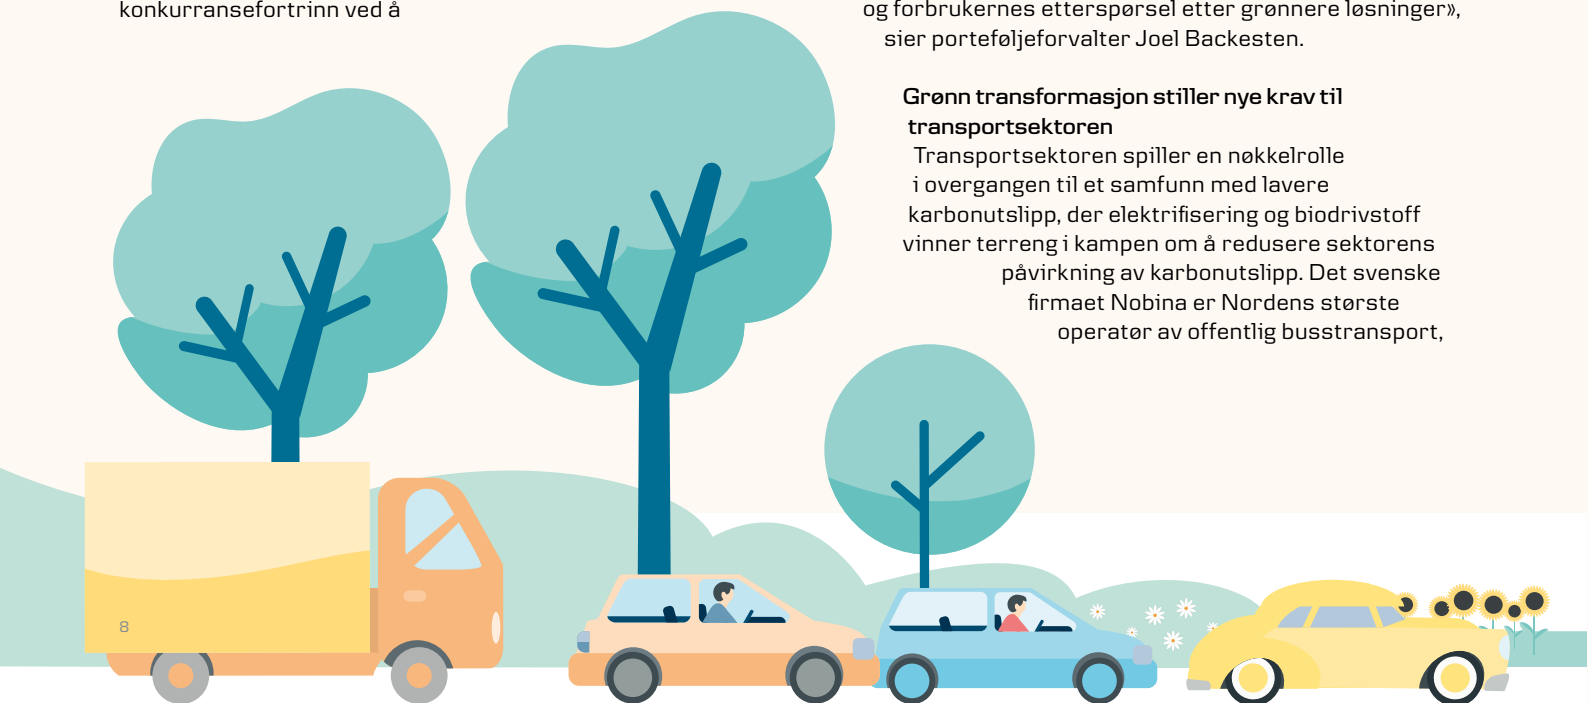 konkurransefortrinn ved å
og forbrukernes etterspørsel etter grønnere løsninger»,
sier porteføljeforvalter Joel Backesten.
Grønn transformasjon stiller nye krav til
transportsektoren
Transportsektoren spiller en nøkkelrolle
i overgangen til et samfunn med lavere
karbonutslipp, der elektrifisering og biodrivstoff
vinner terreng i kampen om å redusere sektorens
påvirkning av karbonutslipp. Det svenske
firmaet Nobina er Nordens største
operatør av offentlig busstransport,
8